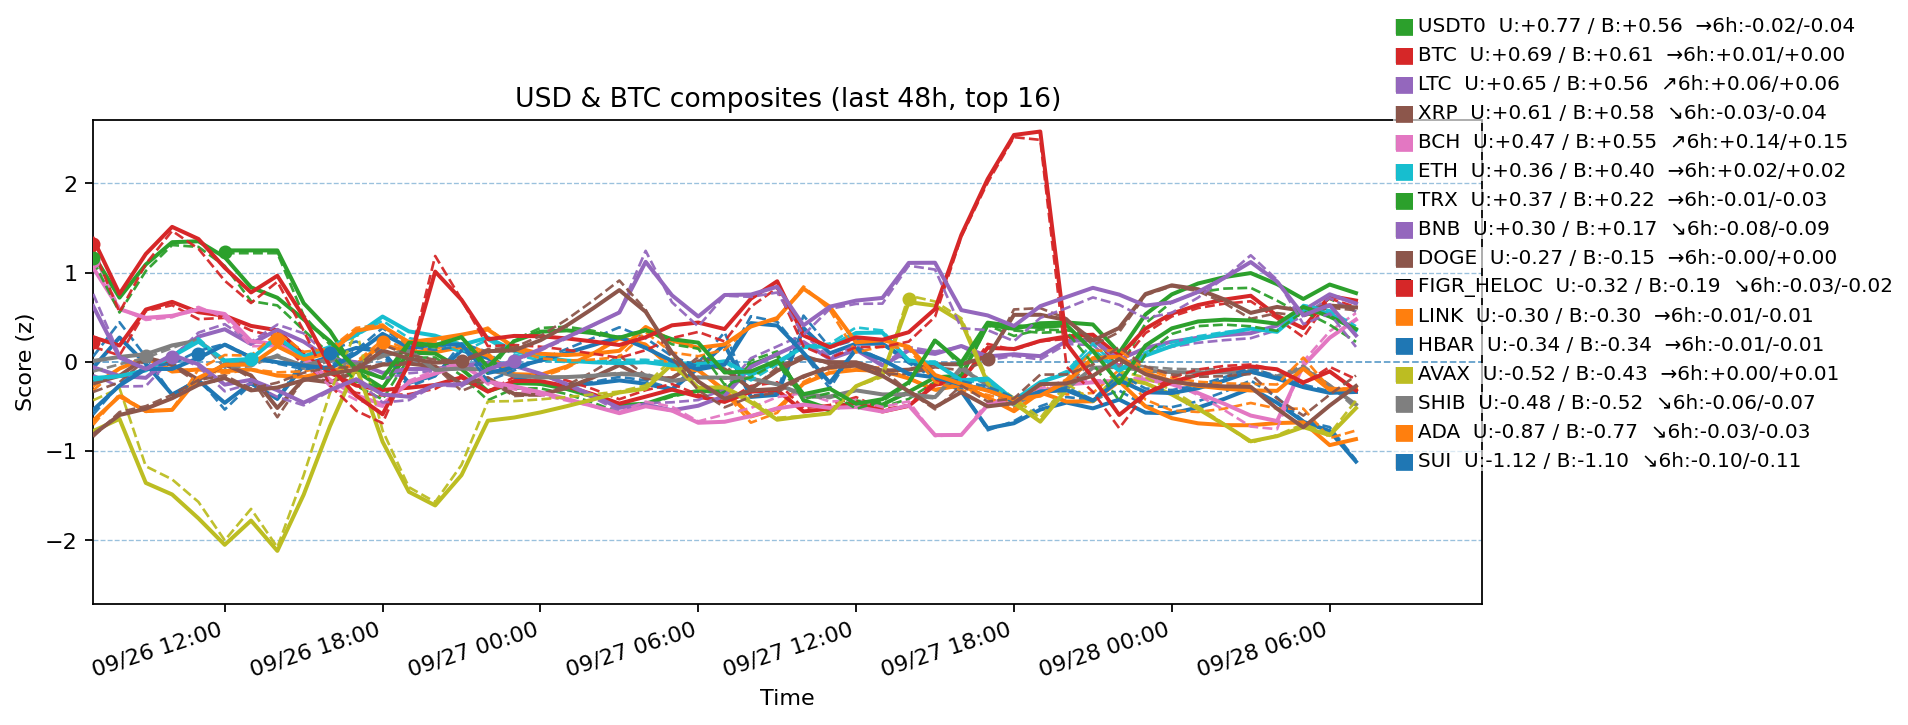 USD & BTC composites (last 48h, top 16)
USDT0 U:+0.77 / B:+0.56 →6h:-0.02/-0.04
BTC U:+0.69 / B:+0.61 →6h:+0.01/+0.00
LTC U:+0.65 / B:+0.56 ↗6h:+0.06/+0.06
XRP U:+0.61 / B:+0.58 ↘6h:-0.03/-0.04
BCH U:+0.47 / B:+0.55 ↗6h:+0.14/+0.15
ETH U:+0.36 / B:+0.40 →6h:+0.02/+0.02
TRX U:+0.37 / B:+0.22 →6h:-0.01/-0.03
BNB U:+0.30 / B:+0.17 ↘6h:-0.08/-0.09
DOGE U:-0.27 / B:-0.15 →6h:-0.00/+0.00
FIGR_HELOC U:-0.32 / B:-0.19 ↘6h:-0.03/-0.02
LINK U:-0.30 / B:-0.30 →6h:-0.01/-0.01
HBAR U:-0.34 / B:-0.34 →6h:-0.01/-0.01
AVAX U:-0.52 / B:-0.43 →6h:+0.00/+0.01
SHIB U:-0.48 / B:-0.52 ↘6h:-0.06/-0.07
ADA U:-0.87 / B:-0.77 ↘6h:-0.03/-0.03
SUI U:-1.12 / B:-1.10 ↘6h:-0.10/-0.11
Score (z)
2
1
0
−1
−2
09/26 12:00
09/26 18:00
09/27 00:00
09/27 06:00
09/27 12:00
09/27 18:00
09/28 00:00
09/28 06:00
Time